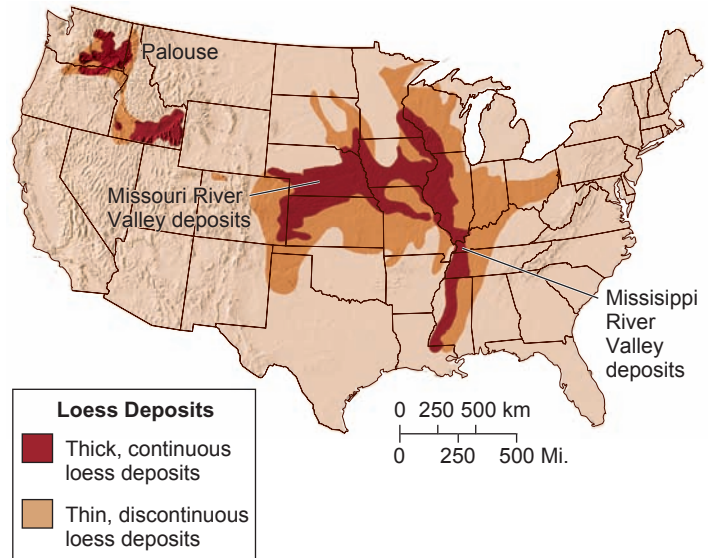 Palouse
Missouri River
Valley deposits
Missisippi
River
Valley
deposits
Loess Deposits
Thick, continuous
loess deposits
Thin, discontinuous
loess deposits
0 250 500 km
0 250 500 Mi.